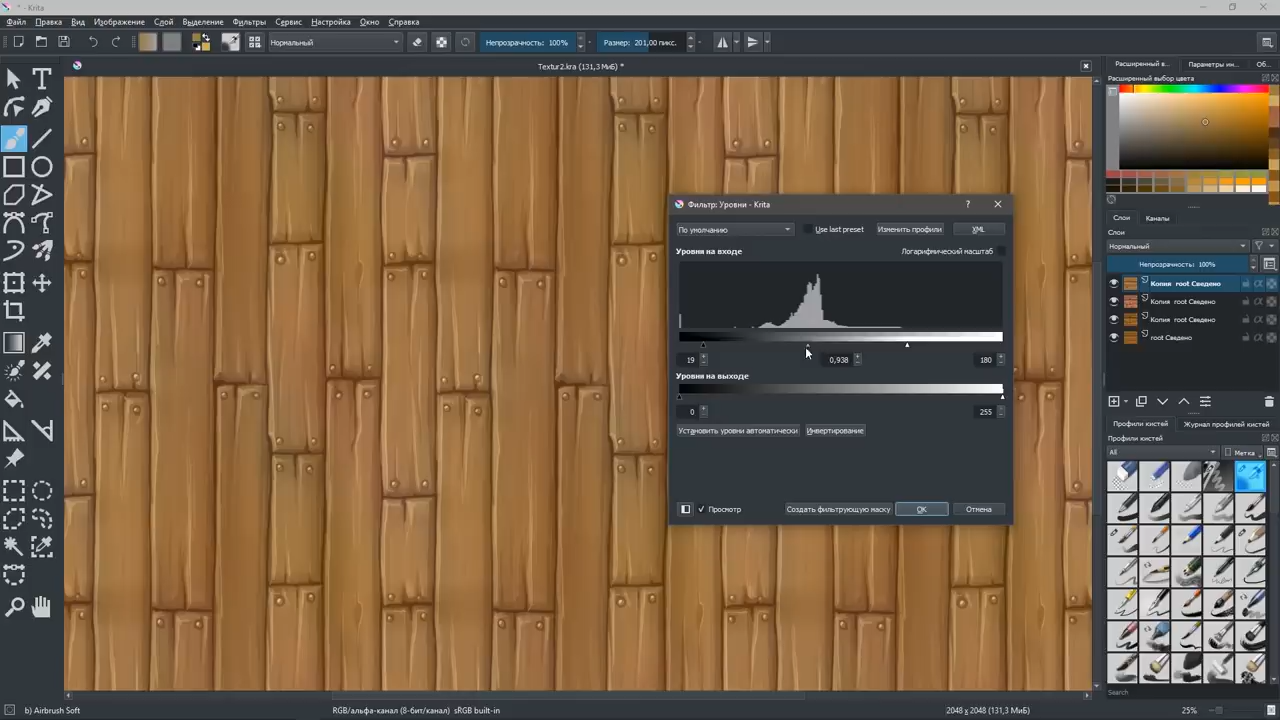 * - Krita
Файл Правка Вид Изображение Слой Выделение Фильтры Сервис Настройка Окно Справка
Нормальный Непрозрачность: 100% Размер: 201,00 пикс.
Textur2.kra (131,3 МиБ) *
Расширенный в... Параметры ин... Об...
Расширенный выбор цвета
Фильтр: Уровни - Krita
По умолчанию Use last preset Изменить профили XML
Уровни на входе Логарифмический масштаб
19 0,938 180
Уровни на выходе
0 255
Установить уровни автоматически Инвертирование
Просмотр Создать фильтрующую маску OK Отмена
Слои Каналы
Слои
Нормальный
Непрозрачность: 100%
Копия root Сведено
Копия root Сведено
Копия root Сведено
root Сведено
Профили кистей Журнал профилей кистей
Профили кистей
All Метка
Search
b) Airbrush Soft RGB/альфа-канал (8-бит/канал) sRGB built-in 2048 x 2048 (131,3 МиБ) 25%